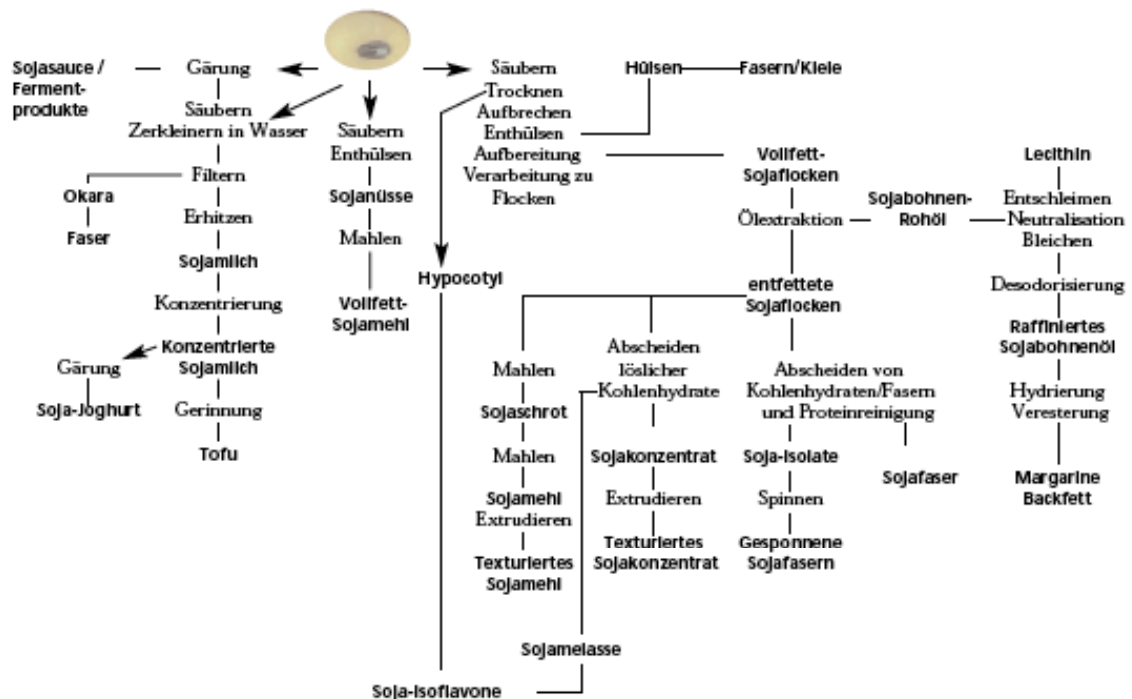 Sojasauce /
Ferment-
produkte
Gärung
Säubern
Zerkleinern in Wasser
Filtern
Okara
Faser
Erhitzen
Sojamilch
Konzentrierung
Konzentrierte
Sojamilch
Gärung
Soja-Joghurt
Gerinnung
Tofu
Säubern
Enthülsen
Sojanüsse
Mahlen
Vollfett-
Sojamehl
Säubern
Trocknen
Aufbrechen
Enthülsen
Aufbereitung
Verarbeitung zu
Flocken
Hülsen
Fasern/Kleie
Hypocotyl
Vollfett-
Sojaflocken
Ölextraktion
Sojabohnen-
Rohöl
Lecithin
Entschleimen
Neutralisation
Bleichen
Desodorisierung
Raffiniertes
Sojabohnenöl
Hydrierung
Veresterung
Margarine
Backfett
entfettete
Sojaflocken
Mahlen
Sojaschrot
Mahlen
Sojamehl
Extrudieren
Texturiertes
Sojamehl
Abscheiden
löslicher
Kohlenhydrate
Sojakonzentrat
Extrudieren
Texturiertes
Sojakonzentrat
Abscheiden von
Kohlenhydraten/Fasern
und Proteinreinigung
Soja-Isolate
Spinnen
Gesponnene
Sojafasern
Sojafaser
Sojamelasse
Soja-Isoflavone